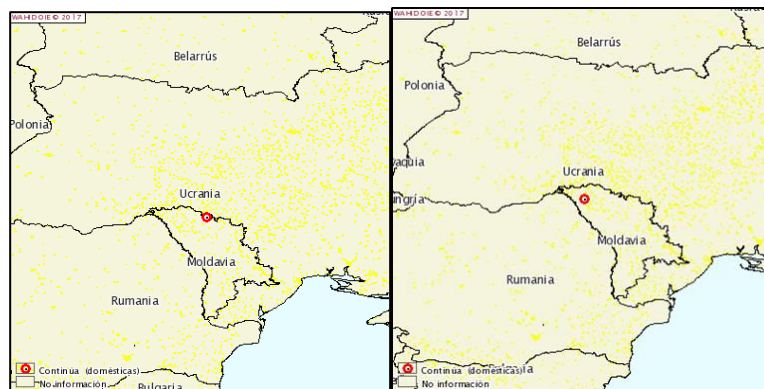 WAHID OIE © 2017
Rusia
Belarrús
Polonia
Ucrania
Moldavia
Rumania
Bulgaria
Continúa (domésticas)
No información
WAHID OIE © 2017
Belarrús
Polonia
Ucrania
Moldavia
Rumania
Continúa (domésticas)
No información